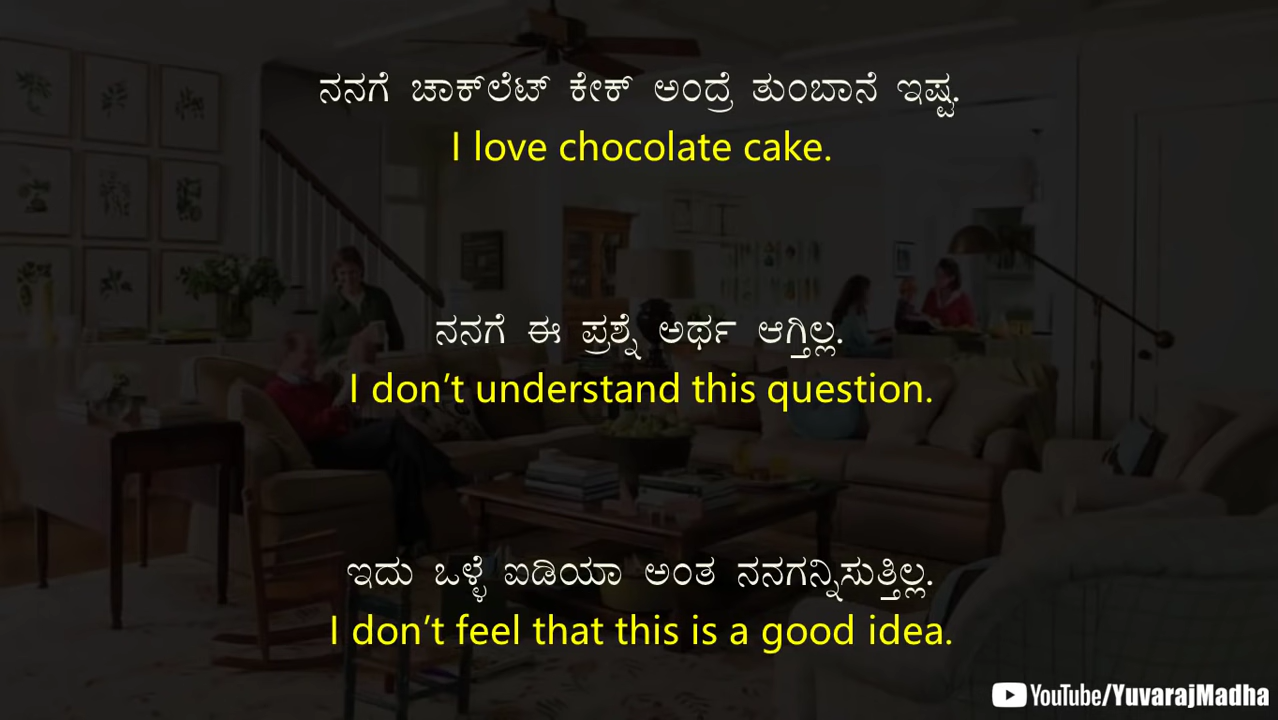 ನನಗೆ ಚಾಕ್‌ಲೆಟ್ ಕೇಕ್ ಅಂದ್ರೆ ತುಂಬಾನೆ ಇಷ್ಟ.
I love chocolate cake.
ನನಗೆ ಈ ಪ್ರಶ್ನೆ ಅರ್ಥ ಆಗ್ತಿಲ್ಲ.
I don’t understand this question.
ಇದು ಒಳ್ಳೆ ಐಡಿಯಾ ಅಂತ ನನಗನ್ನಿಸುತ್ತಿಲ್ಲ.
I don’t feel that this is a good idea.
YouTube/YuvarajMadha